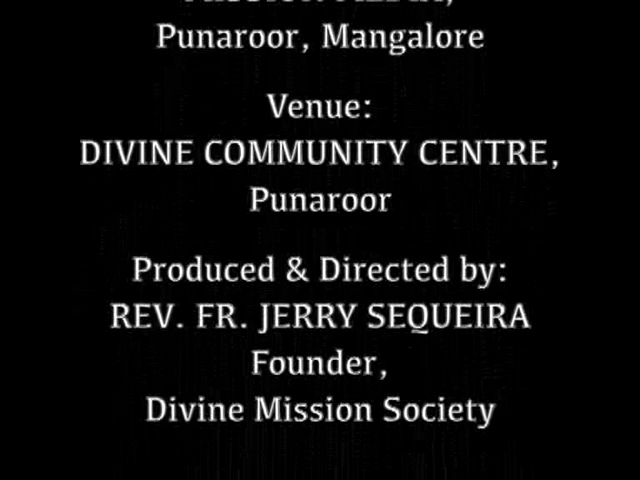 Punaroor, Mangalore
Venue:
DIVINE COMMUNITY CENTRE,
Punaroor
Produced & Directed by:
REV. FR. JERRY SEQUEIRA
Founder,
Divine Mission Society